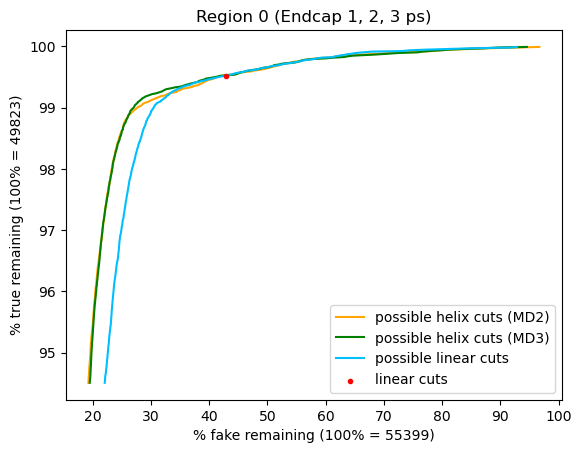 Region 0 (Endcap 1, 2, 3 ps)
% true remaining (100% = 49823)
100
99
98
97
96
95
possible helix cuts (MD2)
possible helix cuts (MD3)
possible linear cuts
linear cuts
20 30 40 50 60 70 80 90 100
% fake remaining (100% = 55399)